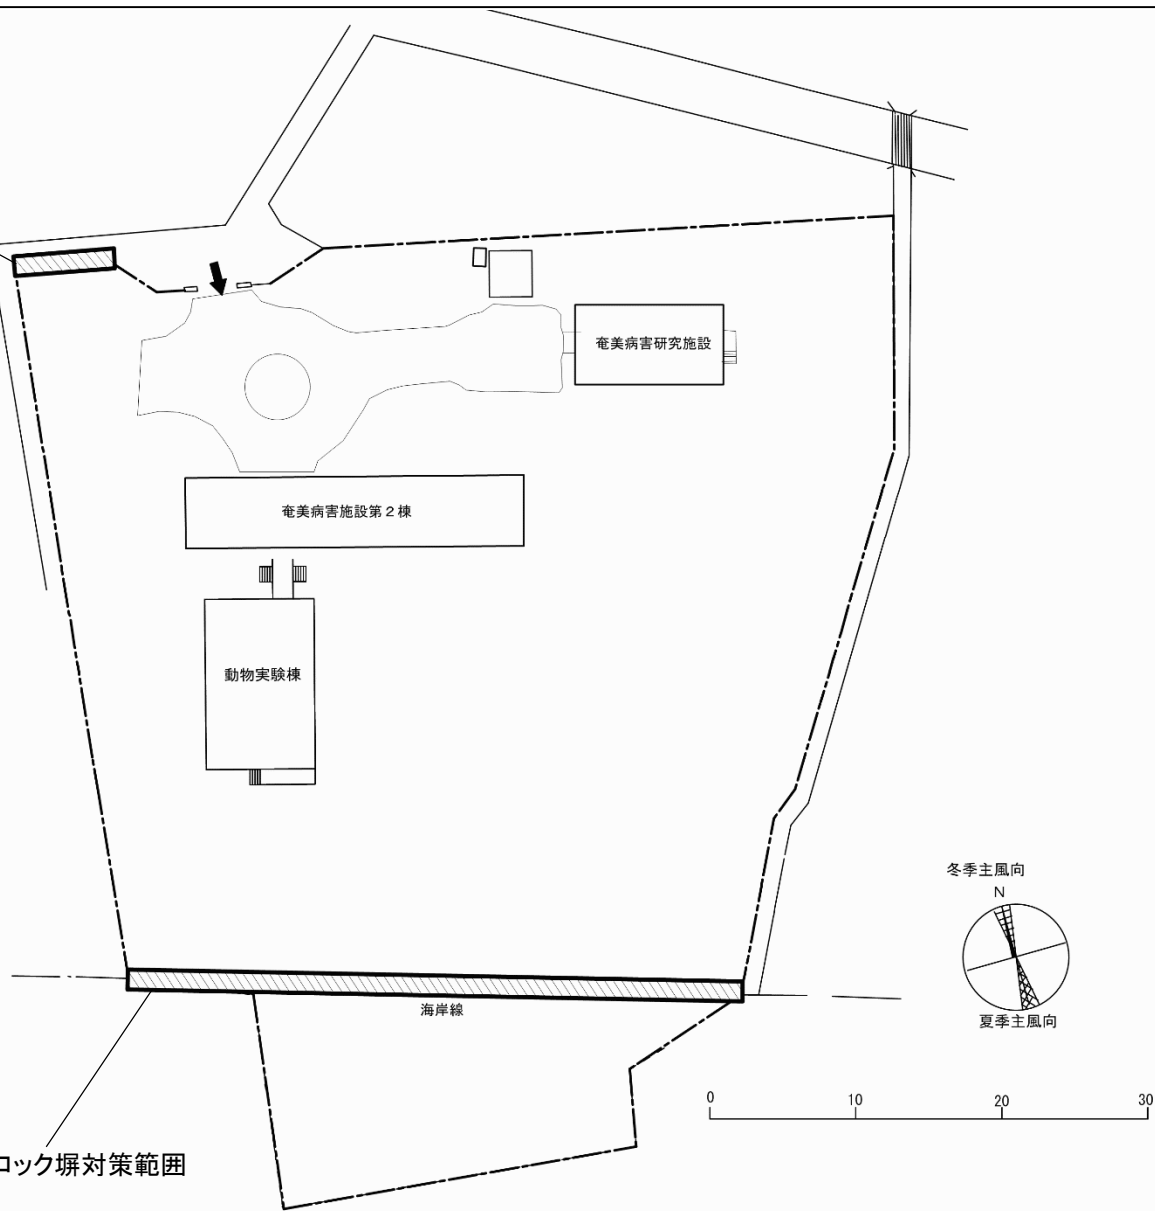 奄美病害研究施設
奄美病害施設第２棟
動物実験棟
冬季主風向
N
夏季主風向
海岸線
0 10 20 30
ロック塀対策範囲